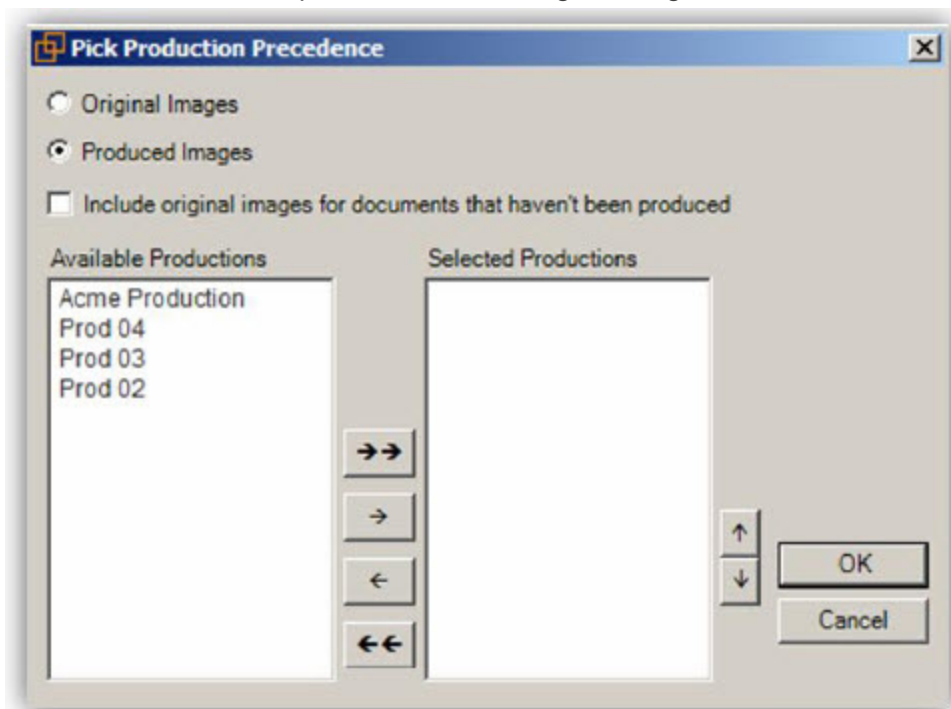 Pick Production Precedence
Original Images
Produced Images
Include original images for documents that haven't been produced
Available Productions
Selected Productions
Acme Production
Prod 04
Prod 03
Prod 02
OK
Cancel